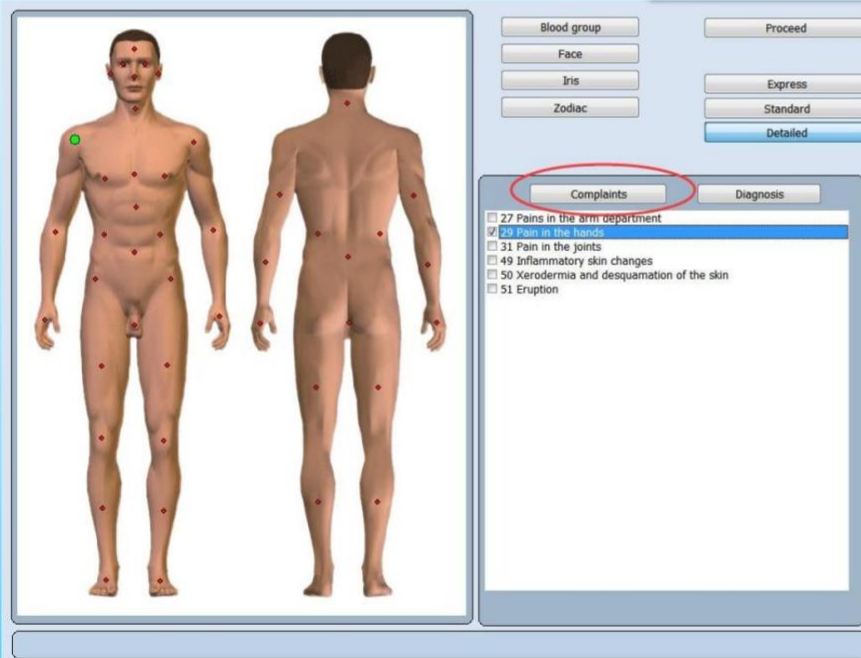 Blood group
Proceed
Face
Iris
Express
Zodiac
Standard
Detailed
Complaints
Diagnosis
27 Pains in the arm department
29 Pain in the hands
31 Pain in the joints
49 Inflammatory skin changes
50 Xerodermia and desquamation of the skin
51 Eruption